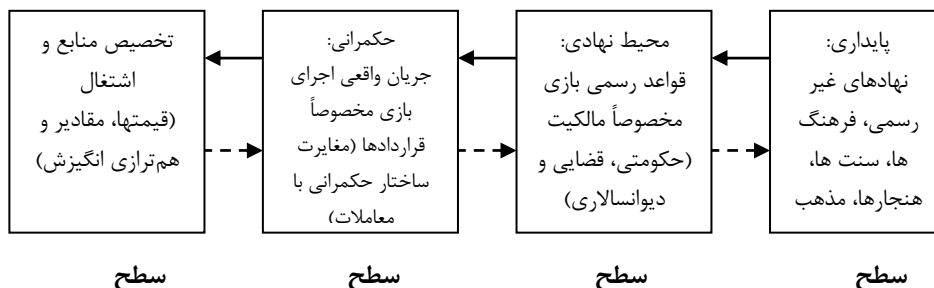 پایداری:
نهادهای غیر
رسمی، فرهنگ
ها، سنت ها،
هنجارها، مذهب
محیط نهادی:
قواعد رسمی بازی
مخصوصاً مالکیت
(حکومتی، قضایی و
دیوانسالاری)
حکمرانی:
جریان واقعی اجرای
بازی مخصوصاً
قراردادها (مغایرت
ساختار حکمرانی با
معاملات)
تخصیص منابع و
اشتغال
(قیمتها، مقادیر و
هم‌ترازی انگیزش)
سطح
سطح
سطح
سطح